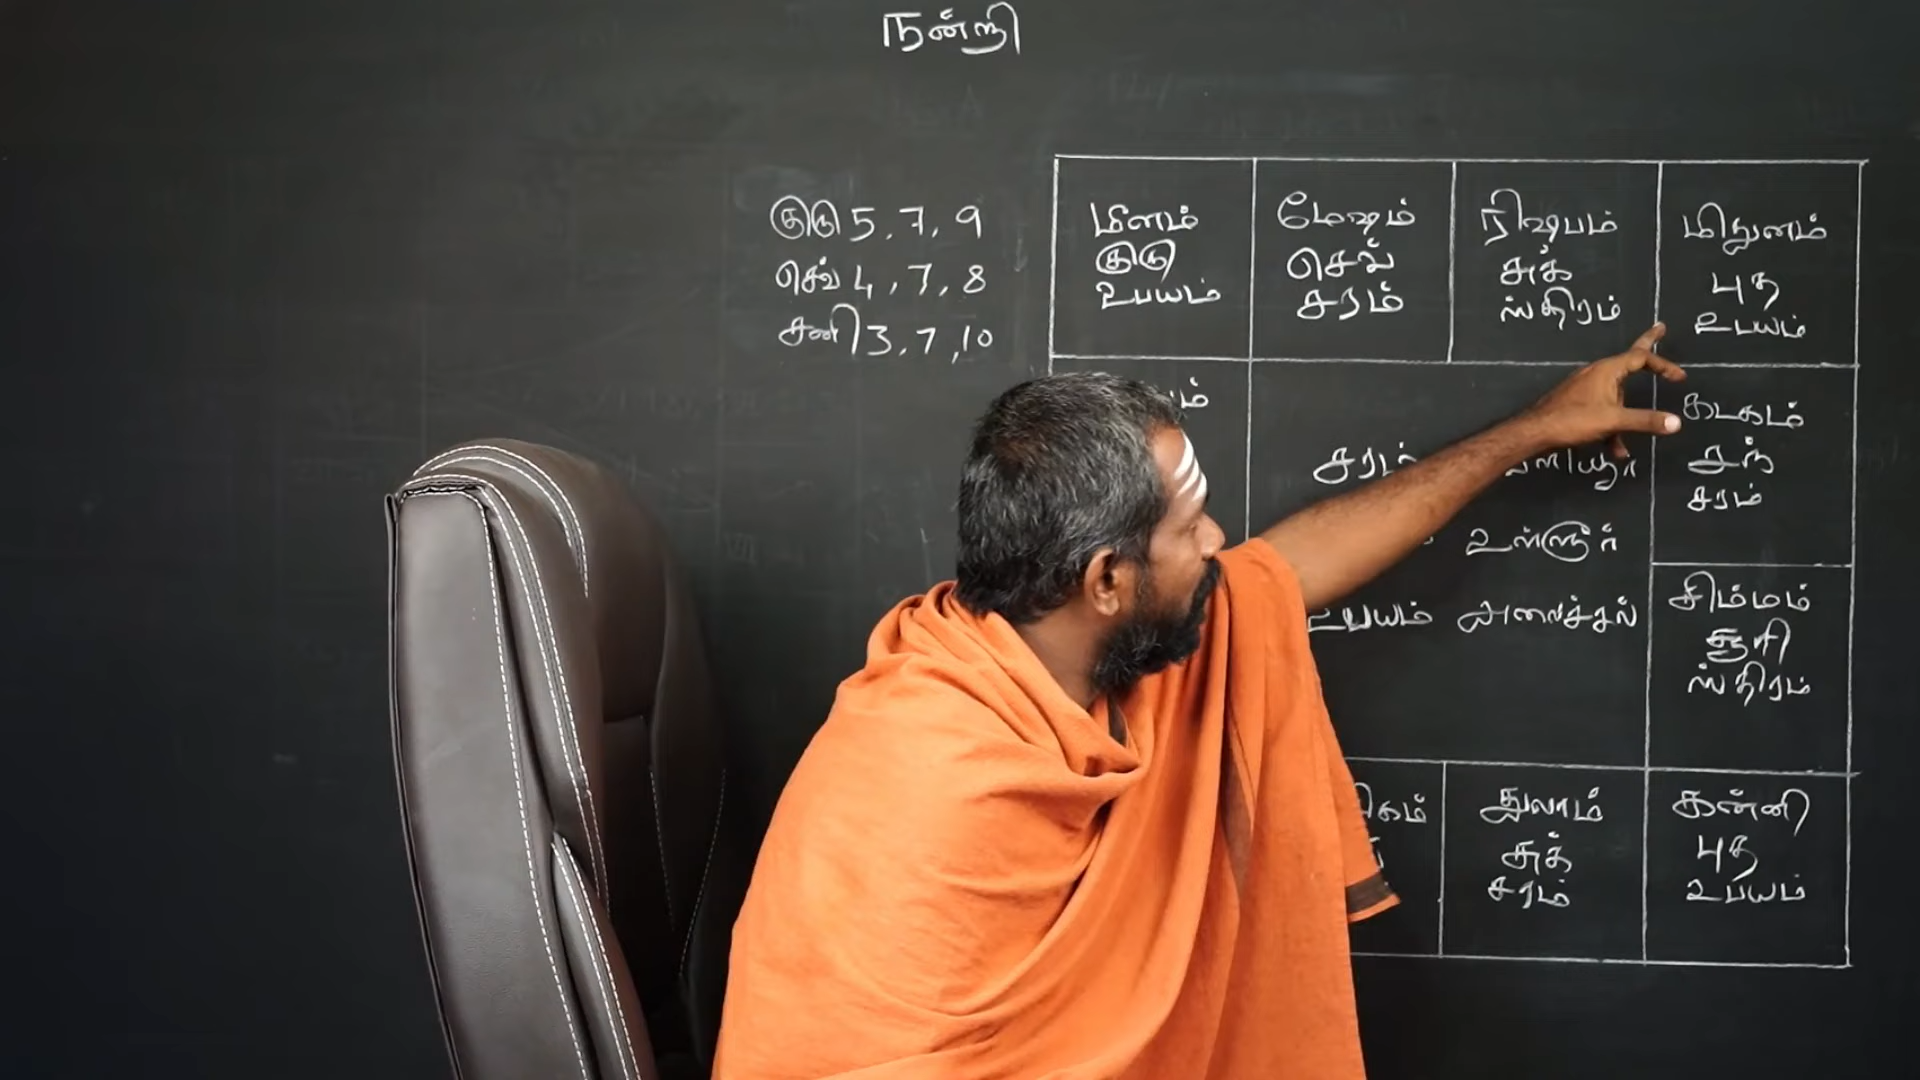 நன்றி
குரு 5, 7, 9
செவ் 4, 7, 8
சனி 3, 7, 10
மீனம்
குரு
உபயம்
மேஷம்
செவ்
சரம்
ரிஷபம்
சுக்
ஸ்திரம்
மிதுனம்
புத
உபயம்
கடகம்
சந்
சரம்
சிம்மம்
சூரி
ஸ்திரம்
உள்ளூர்
உபயம் அலைச்சல்
துலாம்
சுக்
சரம்
கன்னி
புத
உபயம்